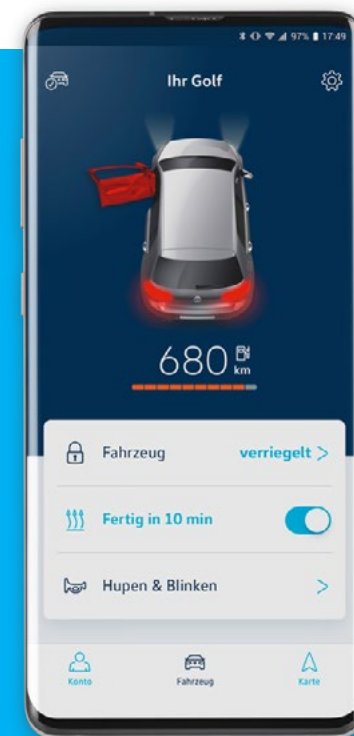 97% 17:49
Ihr Golf
680 km
Fahrzeug verriegelt >
Fertig in 10 min
Hupen & Blinken >
Konto Fahrzeug Karte